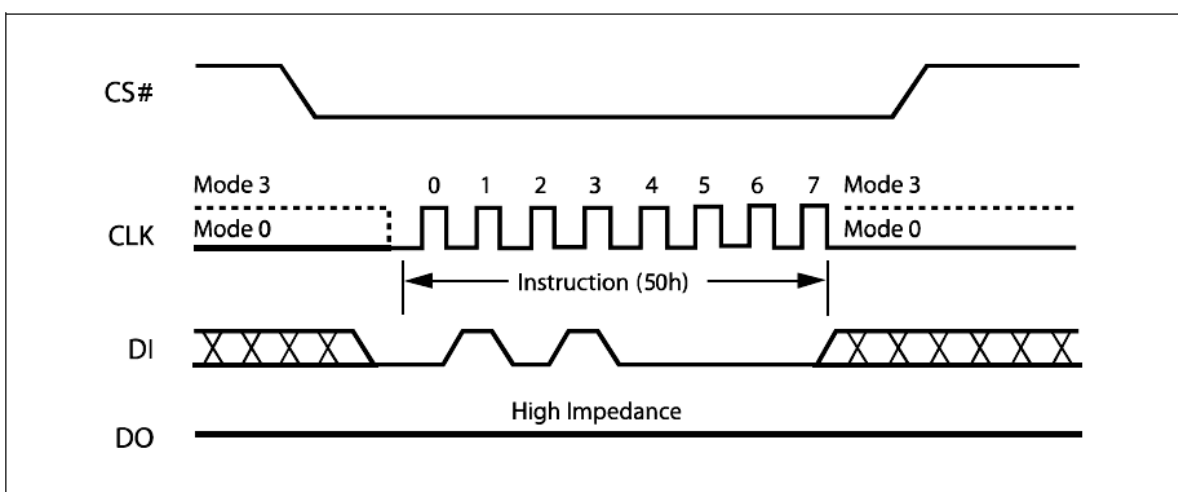 CS#
Mode 3 0 1 2 3 4 5 6 7 Mode 3
CLK Mode 0 Mode 0
Instruction (50h)
DI
High Impedance
DO